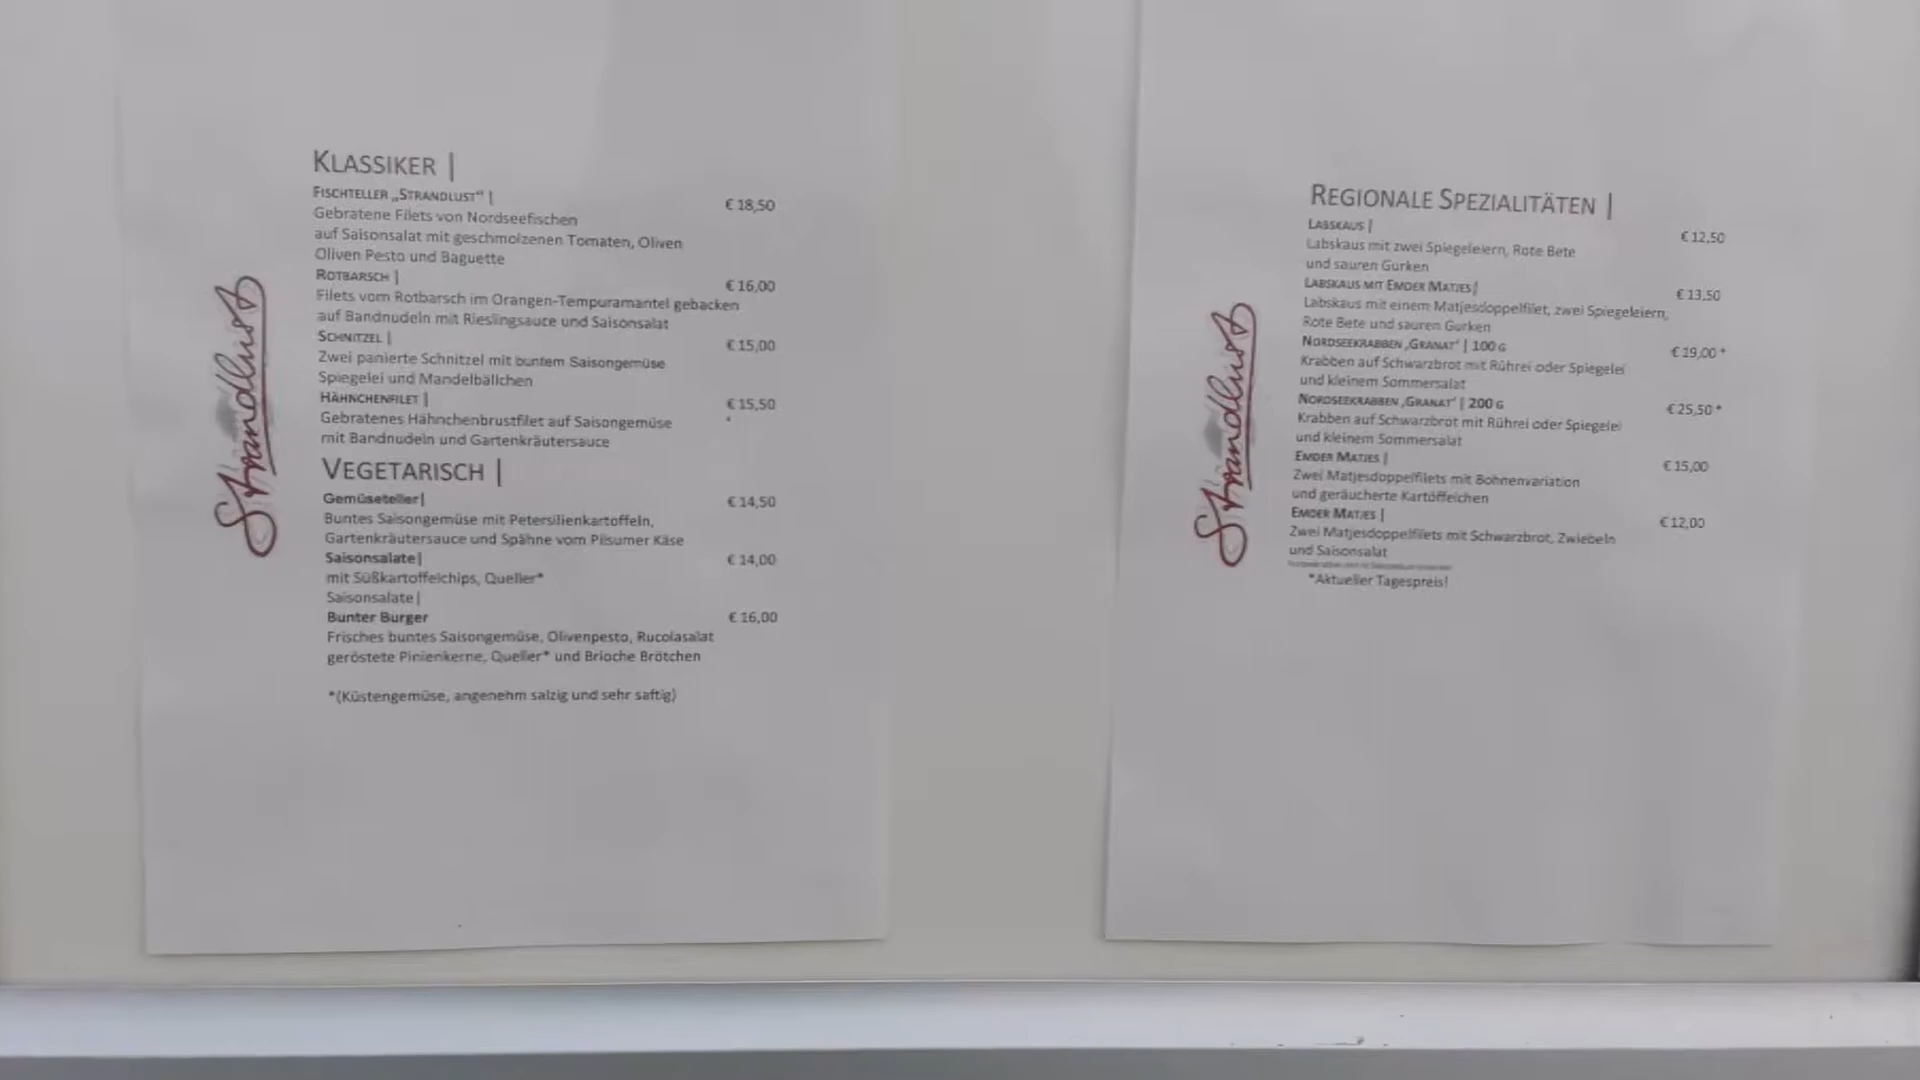 Strandlust
KLASSIKER |
FISCHTELLER „STRANDLUST“ |
€ 18,50
Gebratene Filets von Nordseefischen
auf Saisonsalat mit geschmolzenen Tomaten, Oliven
Oliven Pesto und Baguette
ROTBARSCH |
€ 16,00
Filets vom Rotbarsch im Orangen-Tempuramantel gebacken
auf Bandnudeln mit Rieslingsauce und Saisonsalat
SCHNITZEL |
€ 15,00
Zwei panierte Schnitzel mit buntem Saisongemüse
Spiegelei und Mandelbällchen
HÄHNCHENFILET |
€ 15,50
Gebratenes Hähnchenbrustfilet auf Saisongemüse
mit Bandnudeln und Gartenkräutersauce
VEGETARISCH |
Gemüseteller|
€ 14,50
Buntes Saisongemüse mit Petersilienkartoffeln,
Gartenkräutersauce und Spähne vom Pilsumer Käse
Saisonsalate|
€ 14,00
mit Süßkartoffelchips, Queller*
Saisonsalate|
Bunter Burger
€ 16,00
Frisches buntes Saisongemüse, Olivenpesto, Rucolasalat
geröstete Pinienkerne, Queller* und Brioche Brötchen
*(Küstengemüse, angenehm salzig und sehr saftig)
Strandlust
REGIONALE SPEZIALITÄTEN |
LABSKAUS |
€ 12,50
Labskaus mit zwei Spiegeleiern, Rote Bete
und sauren Gurken
LABSKAUS MIT EMDER MATJES|
€ 13,50
Labskaus mit einem Matjesdoppelfilet, zwei Spiegeleiern,
Rote Bete und sauren Gurken
NORDSEEKRABBEN „GRANAT“ | 100 G
€ 19,00 *
Krabben auf Schwarzbrot mit Rührei oder Spiegelei
und kleinem Sommersalat
NORDSEEKRABBEN „GRANAT“ | 200 G
€ 25,50 *
Krabben auf Schwarzbrot mit Rührei oder Spiegelei
und kleinem Sommersalat
EMDER MATJES |
€ 15,00
Zwei Matjesdoppelfilets mit Bohnenvariation
und geräucherte Kartöffelchen
EMDER MATJES |
€ 12,00
Zwei Matjesdoppelfilets mit Schwarzbrot, Zwiebeln
und Saisonsalat
*Aktueller Tagespreis!